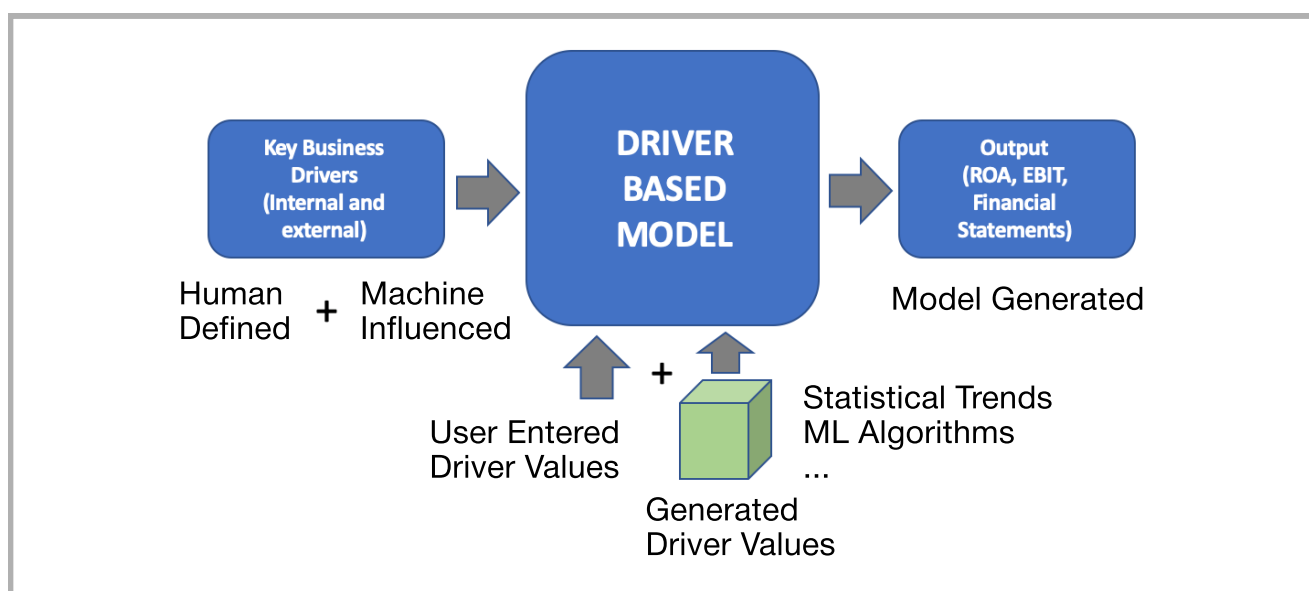 Key Business
Drivers
(Internal and
external)
DRIVER
BASED
MODEL
Output
(ROA, EBIT,
Financial
Statements)
Human
Defined
+
Machine
Influenced
Model Generated
User Entered
Driver Values
+
Statistical Trends
ML Algorithms
...
Generated
Driver Values